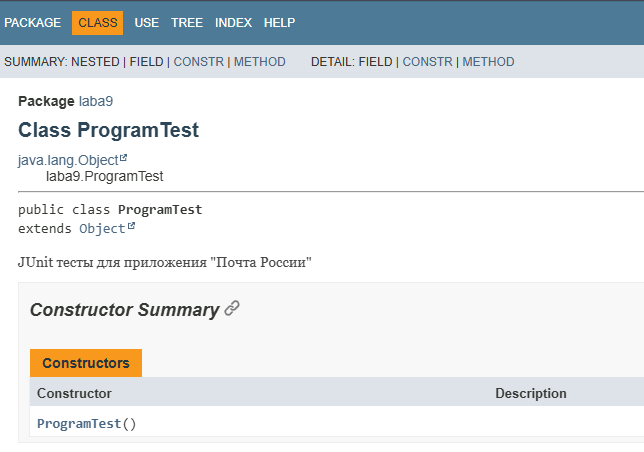 PACKAGE CLASS USE TREE INDEX HELP
SUMMARY: NESTED | FIELD | CONSTR | METHOD DETAIL: FIELD | CONSTR | METHOD
Package laba9
Class ProgramTest
java.lang.Object
laba9.ProgramTest
public class ProgramTest
extends Object
JUnit тесты для приложения "Почта России"
Constructor Summary
Constructors
Constructor Description
ProgramTest()